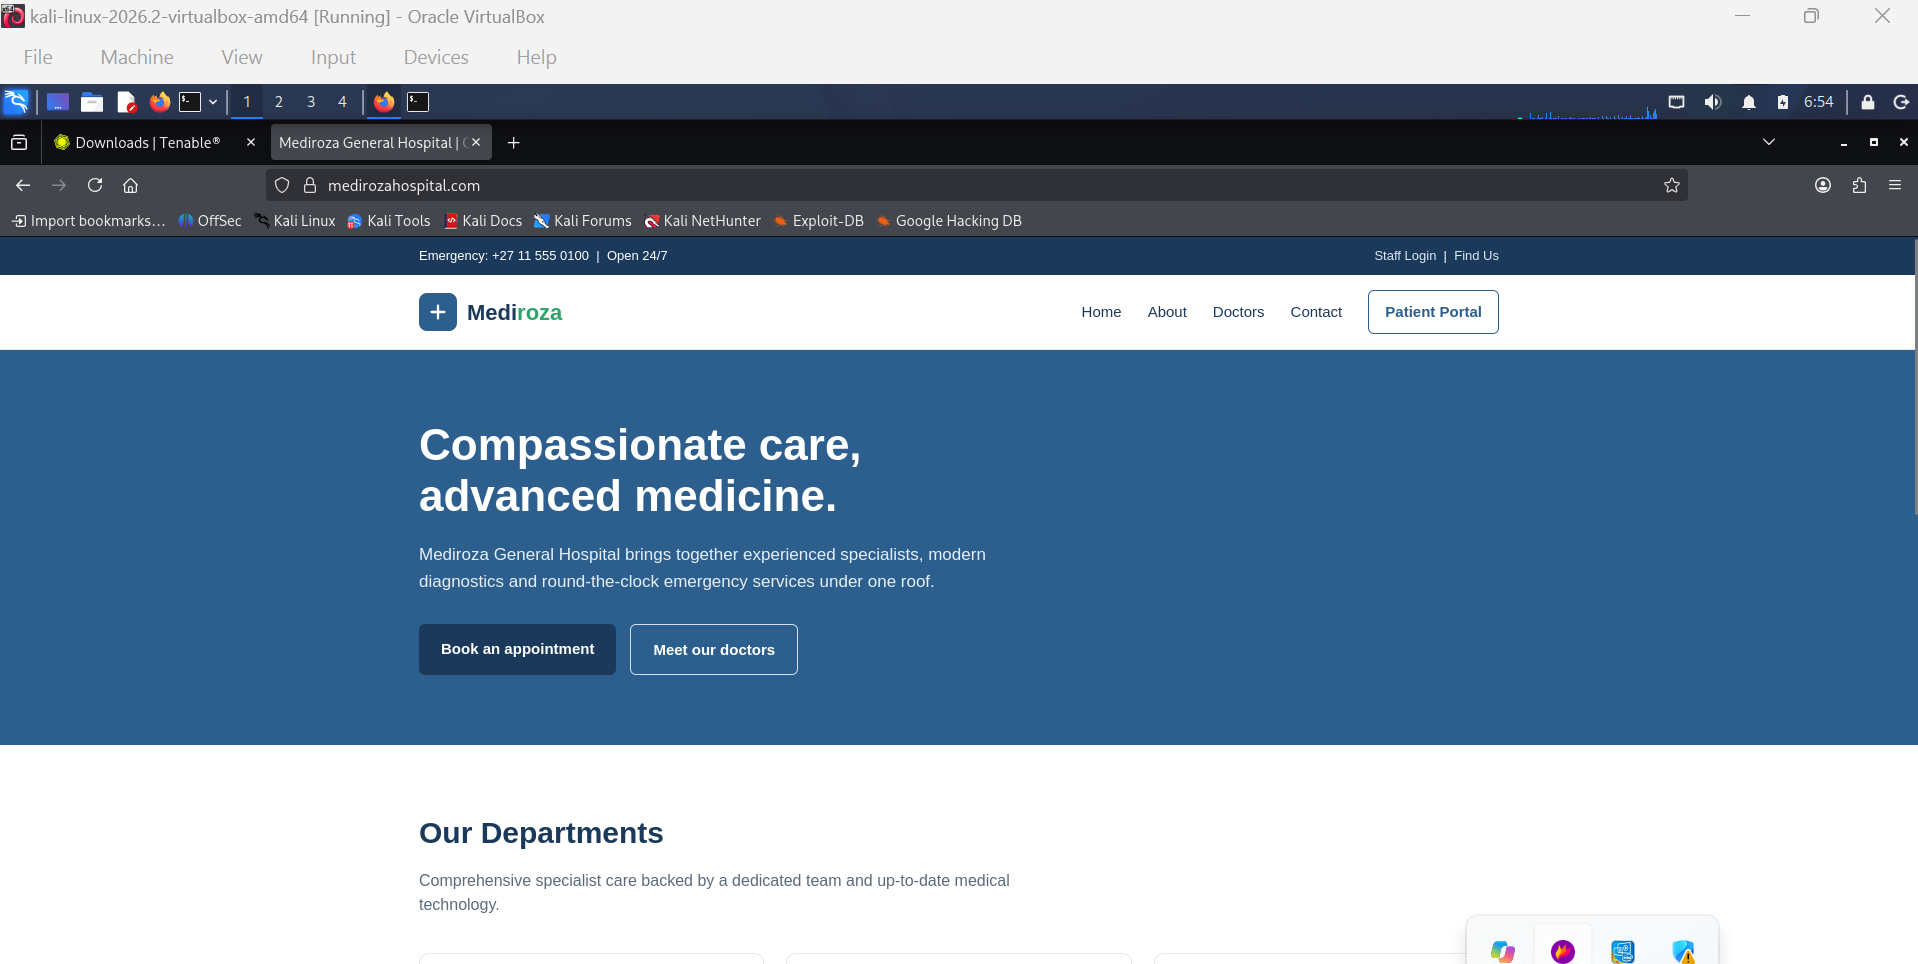 kali-linux-2026.2-virtualbox-amd64 [Running] - Oracle VirtualBox
File Machine View Input Devices Help
1 2 3 4 6:54
Downloads | Tenable® Mediroza General Hospital |
medirozahospital.com
Import bookmarks... OffSec Kali Linux Kali Tools Kali Docs Kali Forums Kali NetHunter Exploit-DB Google Hacking DB
Emergency: +27 11 555 0100 | Open 24/7 Staff Login | Find Us
Mediroza Home About Doctors Contact Patient Portal
Compassionate care,
advanced medicine.
Mediroza General Hospital brings together experienced specialists, modern
diagnostics and round-the-clock emergency services under one roof.
Book an appointment Meet our doctors
Our Departments
Comprehensive specialist care backed by a dedicated team and up-to-date medical
technology.